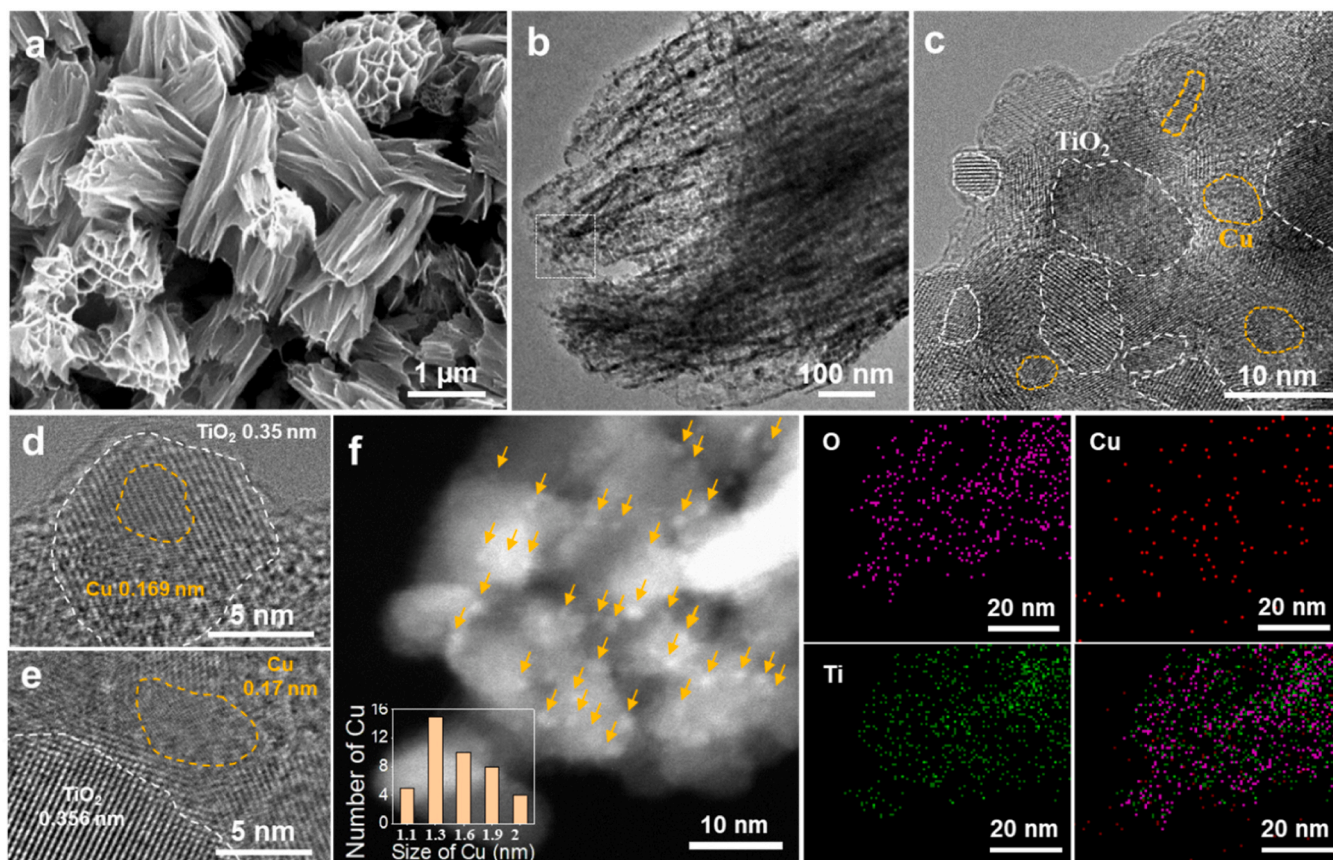 a
1 μm
b
100 nm
c
TiO2
Cu
10 nm
d
TiO2 0.35 nm
Cu 0.169 nm
5 nm
e
Cu
0.17 nm
TiO2
0.356 nm
5 nm
f
Number of Cu
16
12
8
4
0
1.1 1.3 1.6 1.9 2
Size of Cu (nm)
10 nm
O
20 nm
Cu
20 nm
Ti
20 nm
20 nm